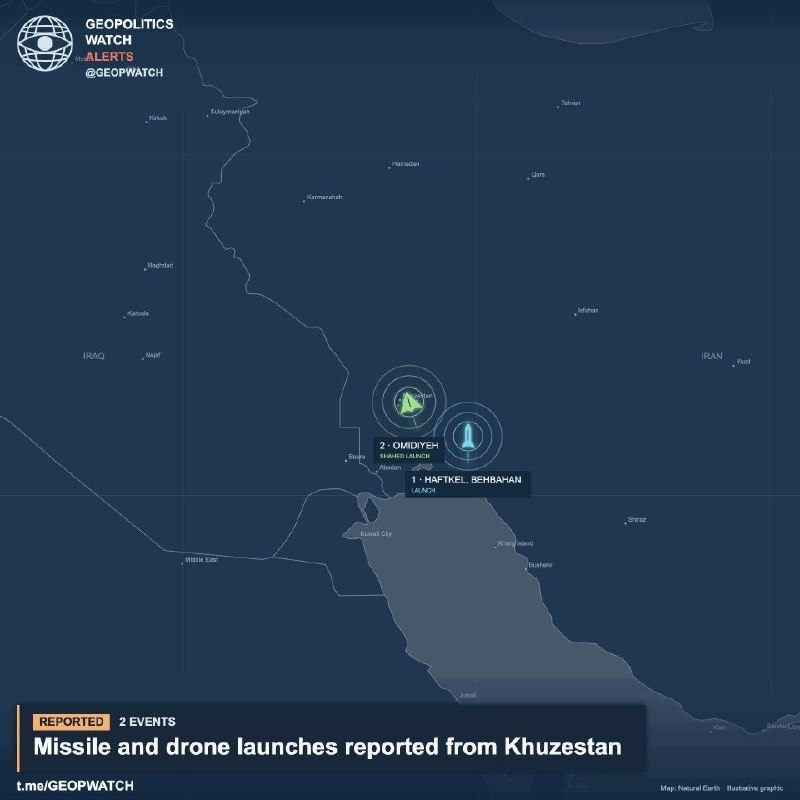 GEOPOLITICS
WATCH
ALERTS
@GEOPWATCH
Tehran
Kirkuk
Sulaymaniyah
Hamadan
Qom
Kermanshah
Baghdad
Karbala
Isfahan
IRAQ
Najaf
IRAN
Yazd
2 · OMIDIYEH
SHAHED LAUNCH
Basra
Abadan
1 · HAFTKEL, BEHBAHAN
LAUNCH
Shiraz
Kuwait City
Kharg Island
Middle East
Bushehr
Jubail
REPORTED 2 EVENTS
Missile and drone launches reported from Khuzestan
t.me/GEOPWATCH
Map: Natural Earth · Illustrative graphic